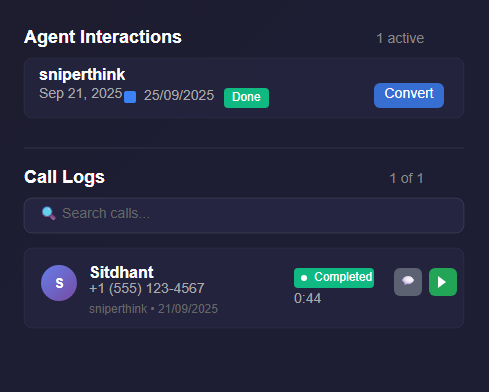 Agent Interactions 1 active
sniperthink
Sep 21, 2025 25/09/2025 Done Convert
Call Logs 1 of 1
Search calls...
S Sitdhant Completed
+1 (555) 123-4567 0:44
sniperthink • 21/09/2025